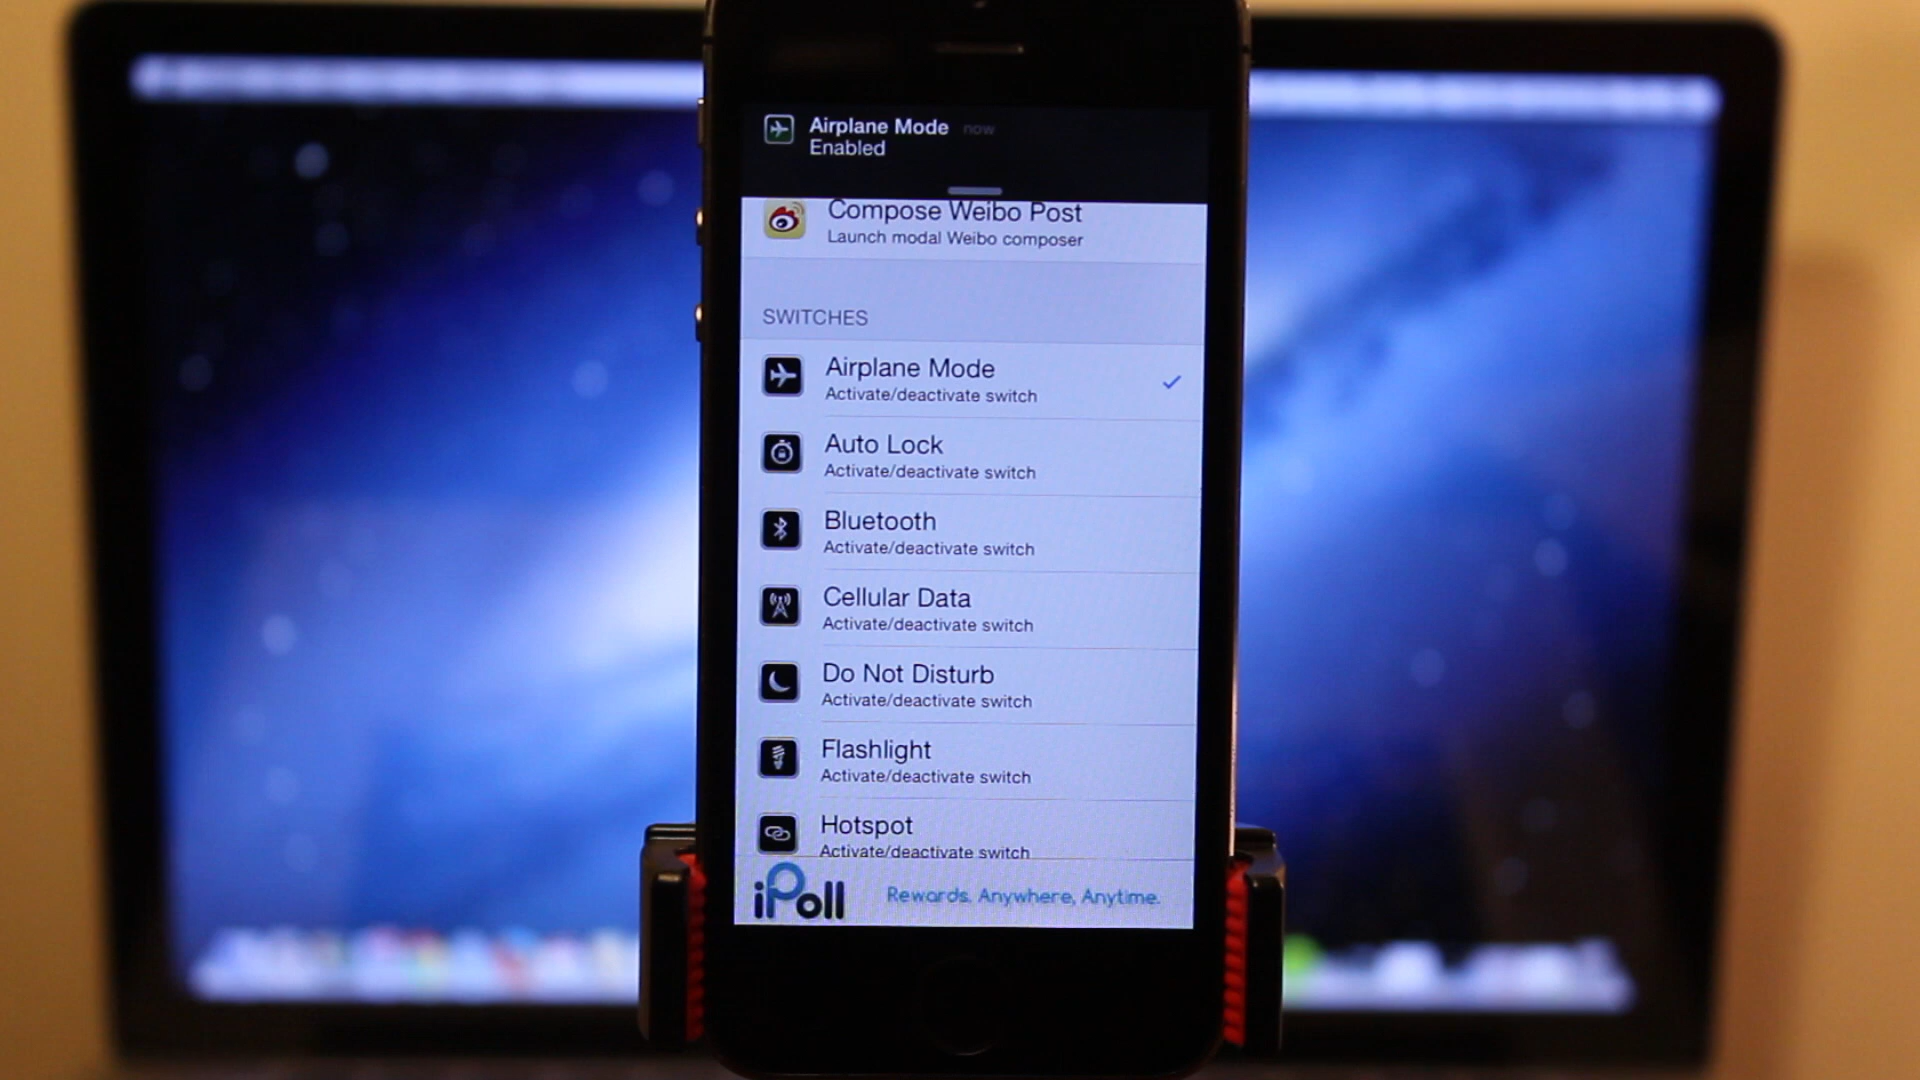 Airplane Mode now
Enabled
Compose Weibo Post
Launch modal Weibo composer
SWITCHES
Airplane Mode
Activate/deactivate switch
Auto Lock
Activate/deactivate switch
Bluetooth
Activate/deactivate switch
Cellular Data
Activate/deactivate switch
Do Not Disturb
Activate/deactivate switch
Flashlight
Activate/deactivate switch
Hotspot
Activate/deactivate switch
iPoll Rewards. Anywhere, Anytime.